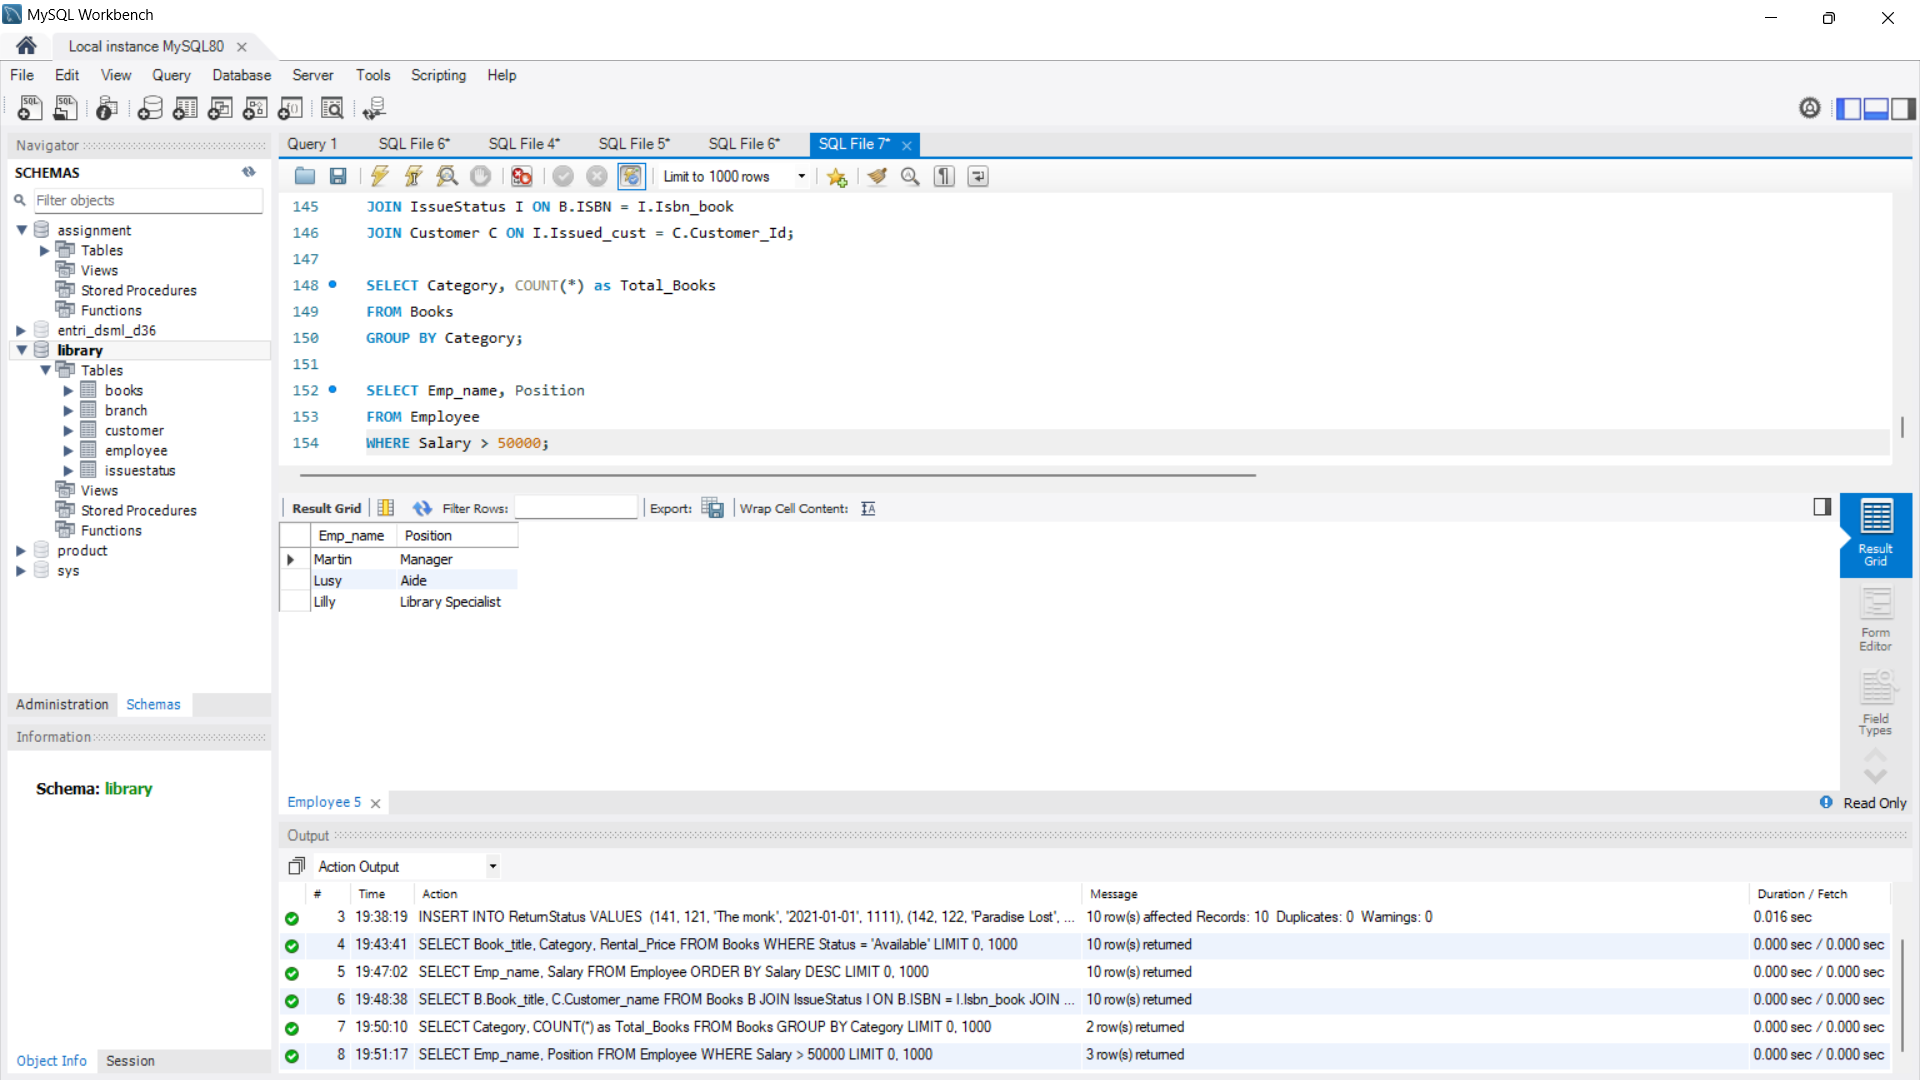 MySQL Workbench
Local instance MySQL80
File Edit View Query Database Server Tools Scripting Help
Navigator
SCHEMAS
Filter objects
assignment
Tables
Views
Stored Procedures
Functions
entri_dsml_d36
library
Tables
books
branch
customer
employee
issuestatus
Views
Stored Procedures
Functions
product
sys
Administration Schemas
Information
Schema: library
Object Info Session
Query 1 SQL File 6* SQL File 4* SQL File 5* SQL File 6* SQL File 7*
Limit to 1000 rows
145 JOIN IssueStatus I ON B.ISBN = I.Isbn_book
146 JOIN Customer C ON I.Issued_cust = C.Customer_Id;
147
148 SELECT Category, COUNT(*) as Total_Books
149 FROM Books
150 GROUP BY Category;
151
152 SELECT Emp_name, Position
153 FROM Employee
154 WHERE Salary > 50000;
Result Grid Filter Rows: Export: Wrap Cell Content:
Emp_name Position
Martin Manager
Lusy Aide
Lilly Library Specialist
Result Grid
Form Editor
Field Types
Employee 5
Read Only
Output
Action Output
# Time Action Message Duration / Fetch
3 19:38:19 INSERT INTO ReturnStatus VALUES (141, 121, 'The monk', '2021-01-01', 1111), (142, 122, 'Paradise Lost', ... 10 row(s) affected Records: 10 Duplicates: 0 Warnings: 0 0.016 sec
4 19:43:41 SELECT Book_title, Category, Rental_Price FROM Books WHERE Status = 'Available' LIMIT 0, 1000 10 row(s) returned 0.000 sec / 0.000 sec
5 19:47:02 SELECT Emp_name, Salary FROM Employee ORDER BY Salary DESC LIMIT 0, 1000 10 row(s) returned 0.000 sec / 0.000 sec
6 19:48:38 SELECT B.Book_title, C.Customer_name FROM Books B JOIN IssueStatus I ON B.ISBN = I.Isbn_book JOIN ... 10 row(s) returned 0.000 sec / 0.000 sec
7 19:50:10 SELECT Category, COUNT(*) as Total_Books FROM Books GROUP BY Category LIMIT 0, 1000 2 row(s) returned 0.000 sec / 0.000 sec
8 19:51:17 SELECT Emp_name, Position FROM Employee WHERE Salary > 50000 LIMIT 0, 1000 3 row(s) returned 0.000 sec / 0.000 sec